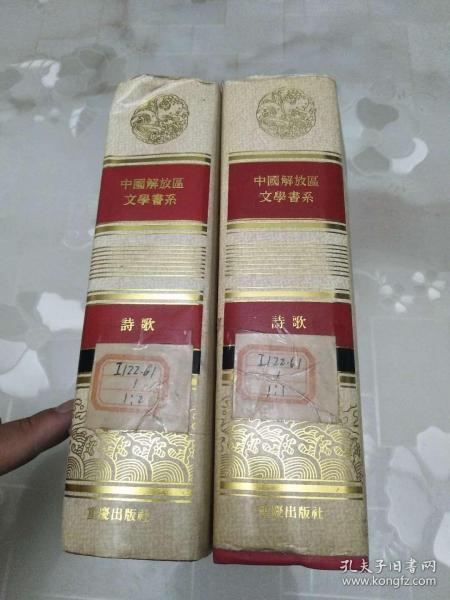 中國解放區
文學書系
詩歌
I122.61
1
1:2
重慶出版社
中國解放區
文學書系
詩歌
I122.61
1
1:1
重慶出版社
孔夫子旧书网
www.kongfz.com